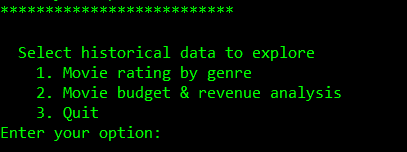 **************************
Select historical data to explore
1. Movie rating by genre
2. Movie budget & revenue analysis
3. Quit
Enter your option: